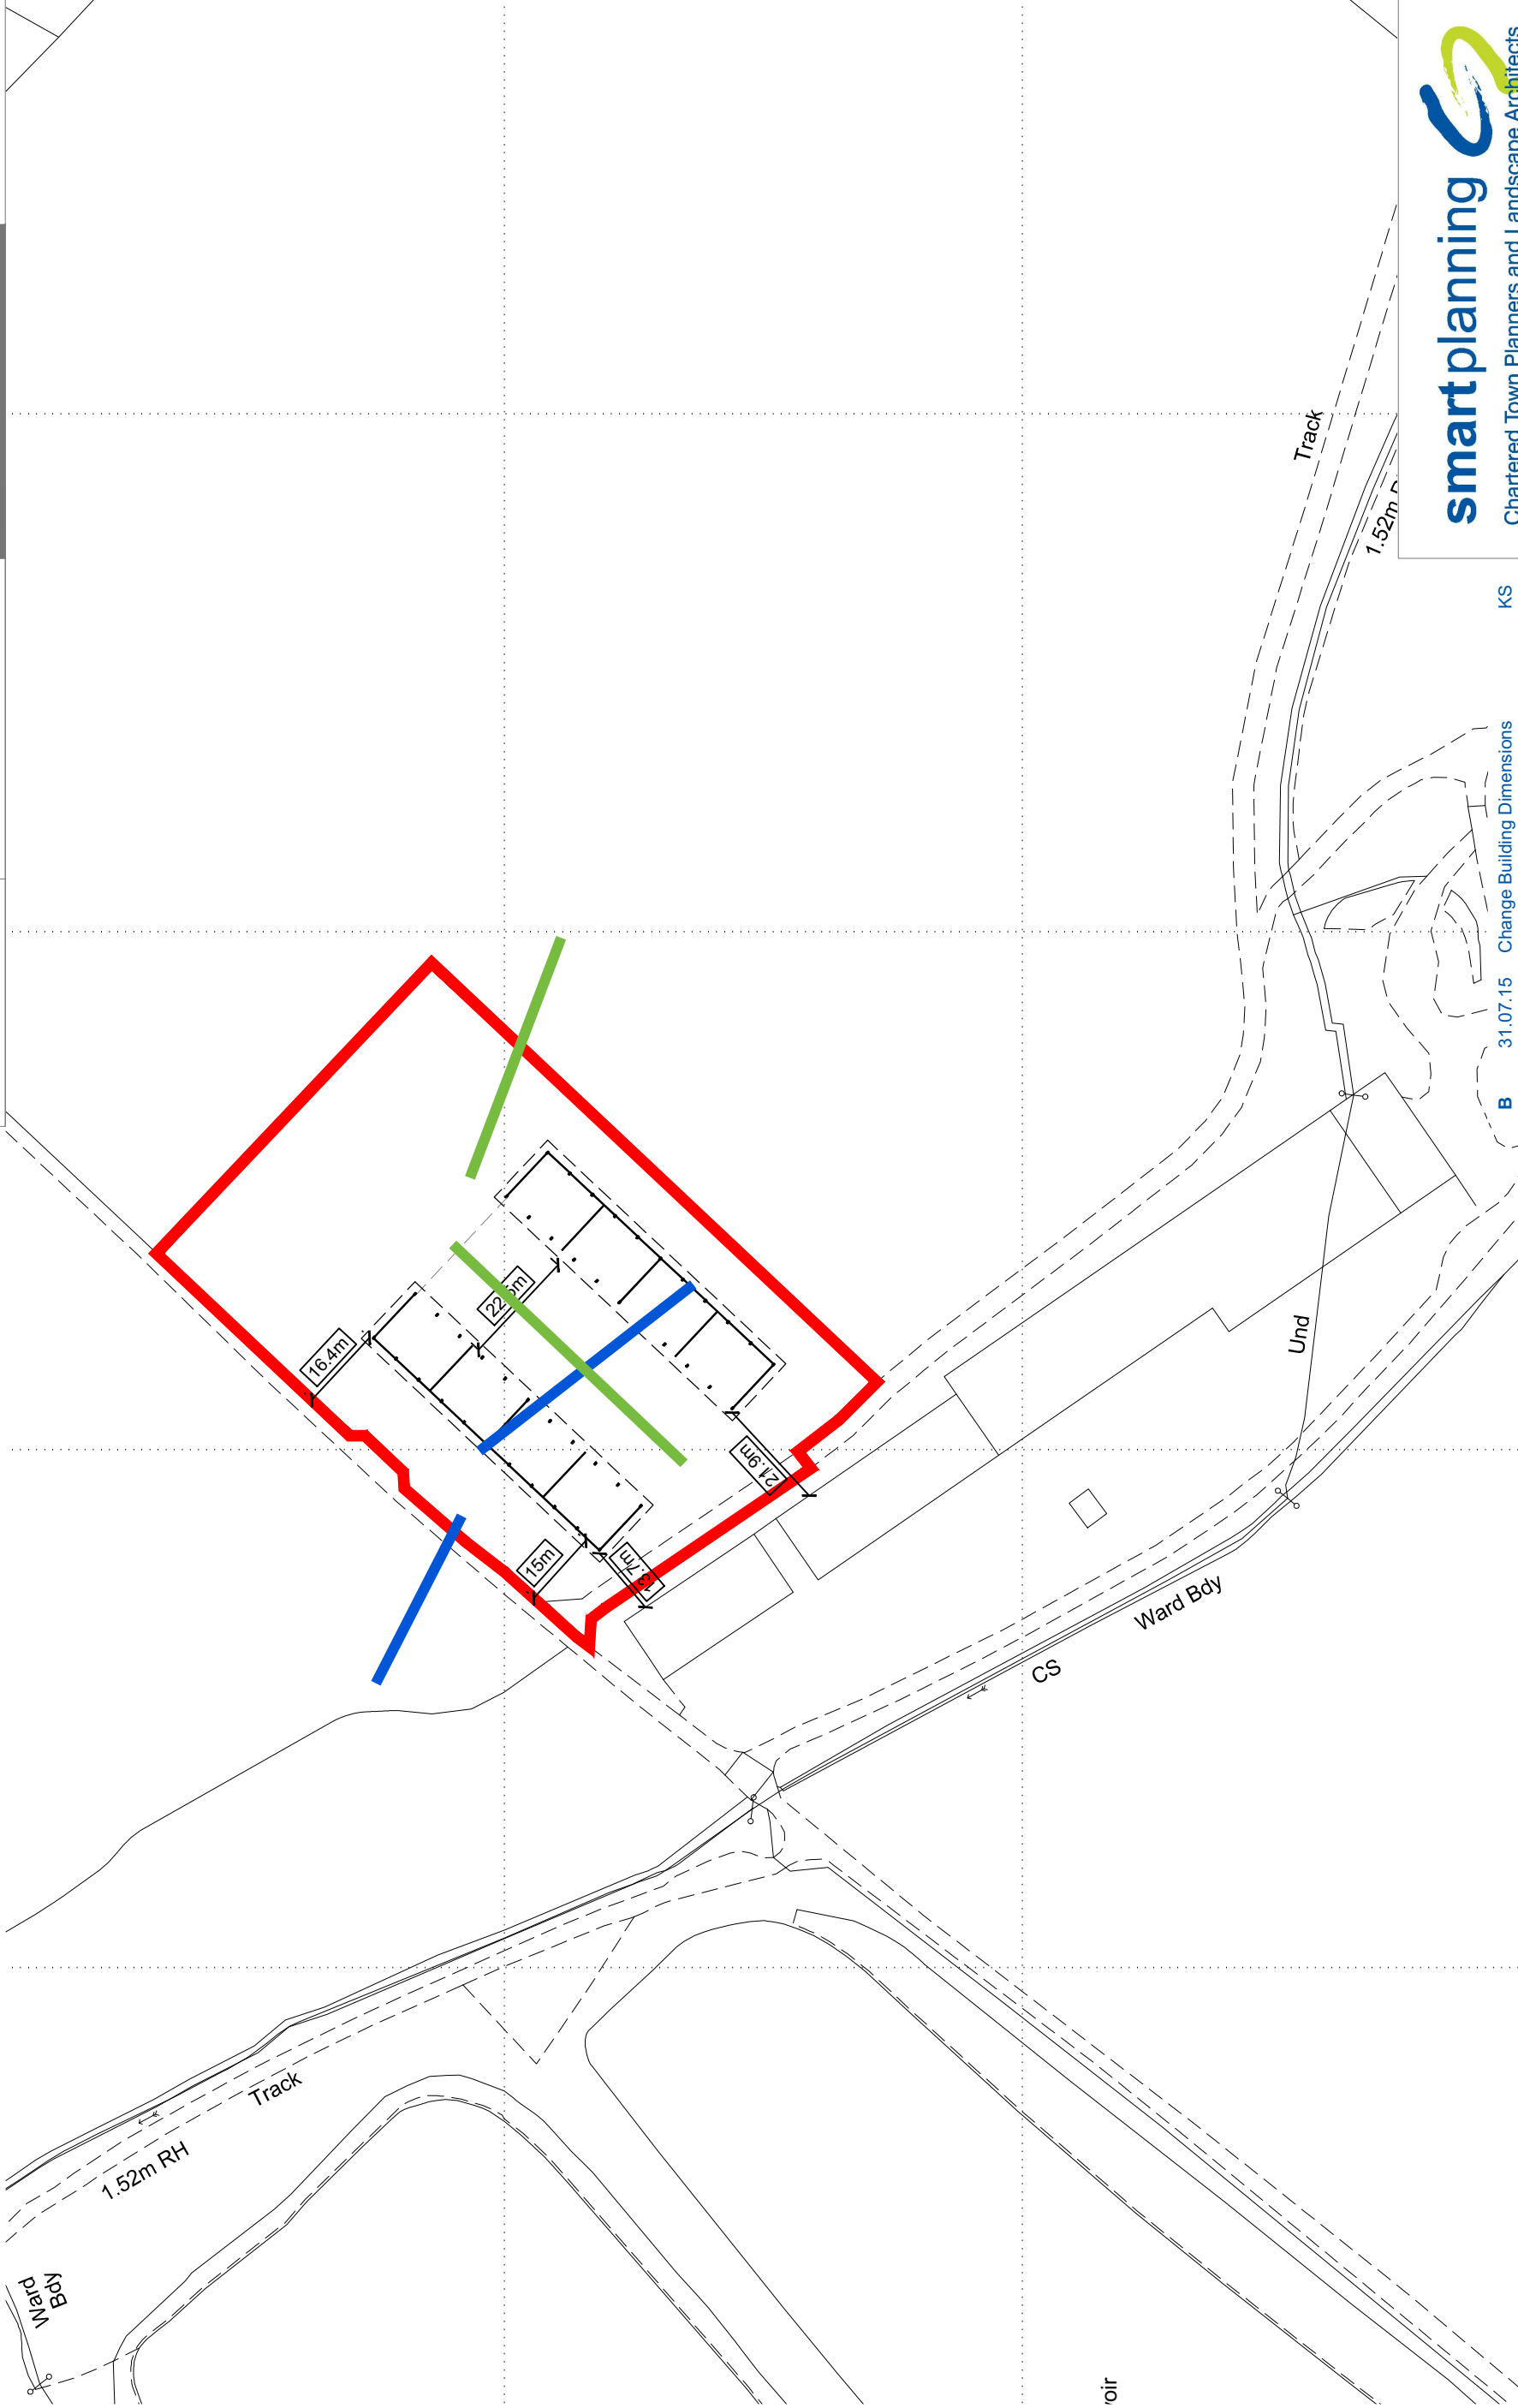 smartplanning
Chartered Town Planners and Landscape Architects
B 31.07.15 Change Building Dimensions KS
Track
1.52m
16.4m
15m
21.9m
Und
Ward Bdy
CS
Track
1.52m RH
Ward
Bdy